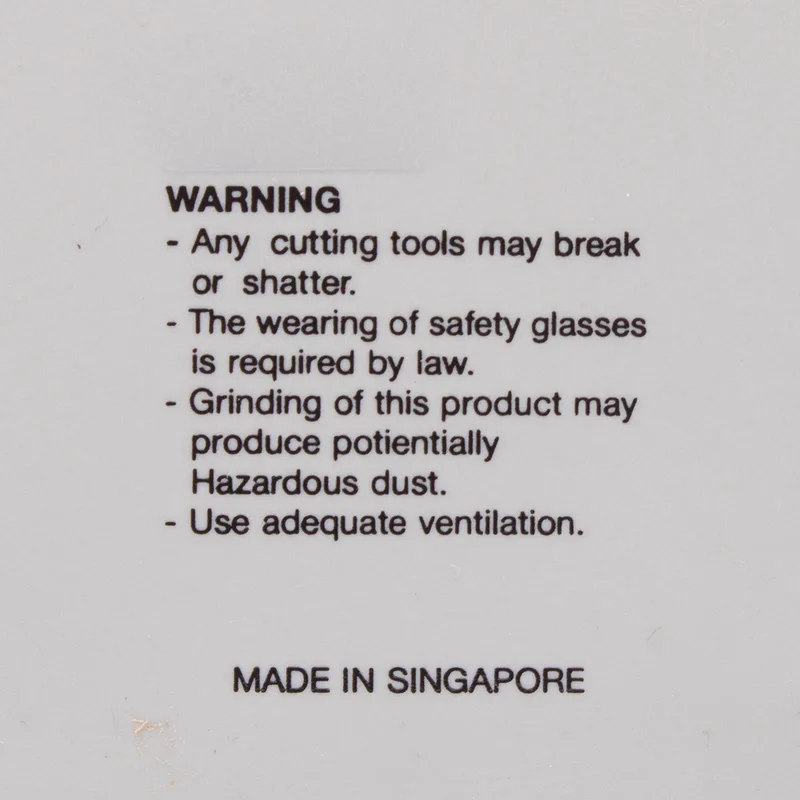 WARNING
- Any cutting tools may break
or shatter.
- The wearing of safety glasses
is required by law.
- Grinding of this product may
produce potientially
Hazardous dust.
- Use adequate ventilation.
MADE IN SINGAPORE